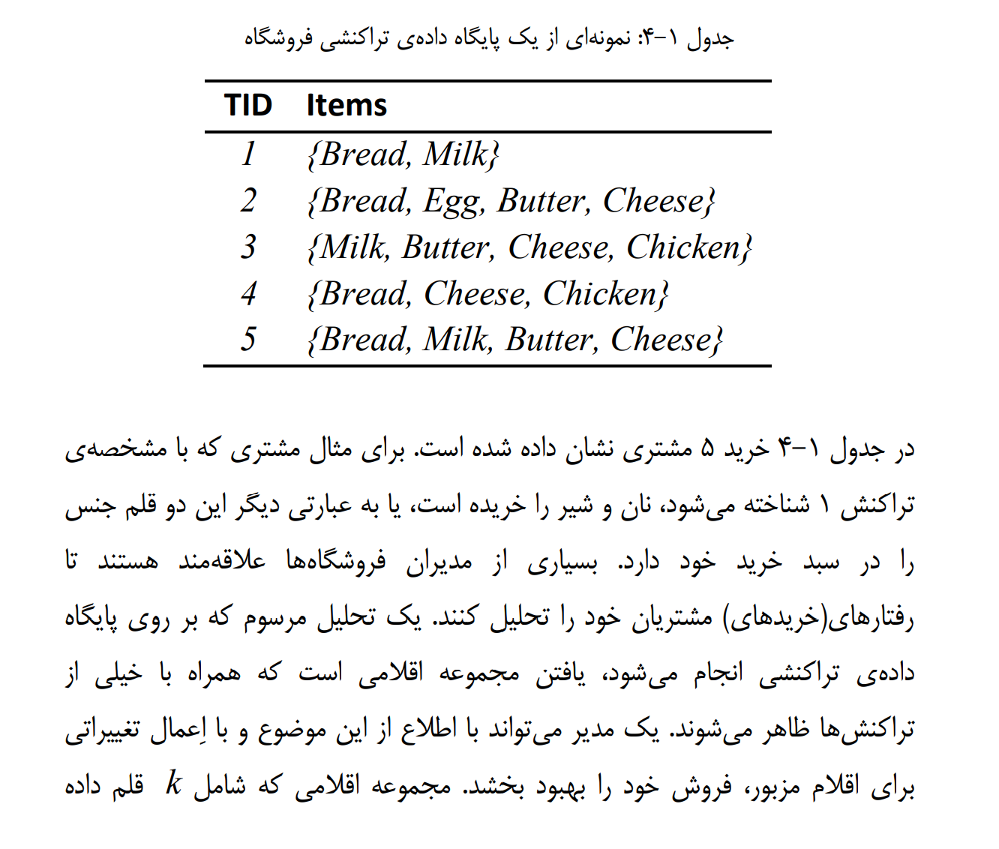 جدول ۱-۴: نمونه‌ای از یک پایگاه داده‌ی تراکنشی فروشگاه
TID Items
1 {Bread, Milk}
2 {Bread, Egg, Butter, Cheese}
3 {Milk, Butter, Cheese, Chicken}
4 {Bread, Cheese, Chicken}
5 {Bread, Milk, Butter, Cheese}
در جدول ۱-۴ خرید ۵ مشتری نشان داده شده است. برای مثال مشتری که با مشخصه‌ی
تراکنش ۱ شناخته می‌شود، نان و شیر را خریده است، یا به عبارتی دیگر این دو قلم جنس
را در سبد خرید خود دارد. بسیاری از مدیران فروشگاه‌ها علاقه‌مند هستند تا
رفتارهای(خریدهای) مشتریان خود را تحلیل کنند. یک تحلیل مرسوم که بر روی پایگاه
داده‌ی تراکنشی انجام می‌شود، یافتن مجموعه اقلامی است که همراه با خیلی از
تراکنش‌ها ظاهر می‌شوند. یک مدیر می‌تواند با اطلاع از این موضوع و با اِعمال تغییراتی
برای اقلام مزبور، فروش خود را بهبود بخشد. مجموعه اقلامی که شامل k قلم داده